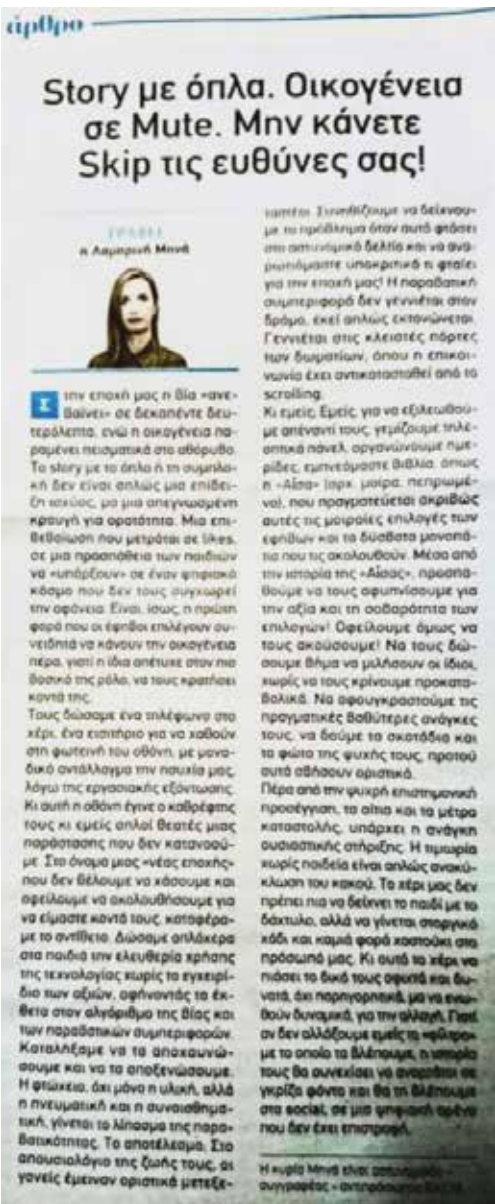 άρθρο
Story με όπλα. Οικογένεια
σε Mute. Μην κάνετε
Skip τις ευθύνες σας!
ΓΡΑΦΕΙ
η Λαμπρινή Μηνά
Στην εποχή μας η βία «ανε-
βαίνει» σε δεκαπέντε δευ-
τερόλεπτα, ενώ η οικογένεια πα-
ραμένει πεισματικά στο αθόρυβο.
Το story με το όπλο ή τη συμπλο-
κή δεν είναι απλώς μια επίδει-
ξη ισχύος, μα μια απεγνωσμένη
κραυγή για ορατότητα. Μια επι-
βεβαίωση που μετράται σε likes,
σε μια προσπάθεια των παιδιών
να «υπάρξουν» σε έναν ψηφιακό
κόσμο που δεν τους συγχωρεί
την αφάνεια. Είναι, ίσως, η πρώτη
φορά που οι έφηβοι επιλέγουν συ-
νειδητά να κάνουν την οικογένεια
πέρα, γιατί η ίδια απέτυχε στον πιο
βασικό της ρόλο, να τους κρατήσει
κοντά της.
Τους δώσαμε ένα τηλέφωνο στο
χέρι, ένα εισιτήριο για να χαθούν
στη φωτεινή του οθόνη, με μονα-
δικό αντάλλαγμα την ησυχία μας,
λόγω της εργασιακής εξόντωσης.
Κι αυτή η οθόνη έγινε ο καθρέφτης
τους κι εμείς απλοί θεατές μιας
παράστασης που δεν κατανοού-
με. Στο όνομα μιας «νέας εποχής»
που δεν θέλουμε να χάσουμε και
οφείλουμε να ακολουθήσουμε για
να είμαστε κοντά τους, καταφέρα-
με το αντίθετο. Δώσαμε απλόχερα
στα παιδιά την ελευθερία χρήσης
της τεχνολογίας χωρίς το εγχειρί-
διο των αξιών, αφήνοντάς τα έκ-
θετα στον αλγόριθμο της βίας και
των παραβατικών συμπεριφορών.
Καταλήξαμε να τα αποχαυνώ-
σουμε και να τα αποξενώσουμε.
Η φτώχεια, όχι μόνο η υλική, αλλά
η πνευματική και η συναισθημα-
τική, γίνεται το λίπασμα της παρα-
βατικότητας. Το αποτέλεσμα; Στο
απουσιολόγιο της ζωής τους, οι
γονείς έμειναν οριστικά μετεξε-
ταστέοι. Συνηθίζουμε να δείχνου-
με το πρόβλημα όταν αυτό φτάσει
στο αστυνομικό δελτίο και να ανα-
ρωτιόμαστε υποκριτικά τι φταίει
για την εποχή μας! Η παραβατική
συμπεριφορά δεν γεννιέται στον
δρόμο, εκεί απλώς εκτονώνεται.
Γεννιέται στις κλειστές πόρτες
των δωματίων, όπου η επικοι-
νωνία έχει αντικατασταθεί από το
scrolling.
Κι εμείς; Εμείς, για να εξιλεωθού-
με απέναντί τους, γεμίζουμε τηλε-
οπτικά πάνελ, οργανώνουμε ημε-
ρίδες, εμπνεόμαστε βιβλία, όπως
η «Αίσα» (αρχ. μοίρα, πεπρωμέ-
νο), που πραγματεύεται ακριβώς
αυτές τις μοιραίες επιλογές των
εφήβων και τα δύσβατα μονοπά-
τια που τις ακολουθούν. Μέσα από
την ιστορία της «Αίσας», προσπα-
θούμε να τους αφυπνίσουμε για
την αξία και τη σοβαρότητα των
επιλογών! Οφείλουμε όμως να
τους ακούσουμε! Να τους δώ-
σουμε βήμα να μιλήσουν οι ίδιοι,
χωρίς να τους κρίνουμε προκατα-
βολικά. Να αφουγκραστούμε τις
πραγματικές βαθύτερες ανάγκες
τους, να δούμε τα σκοτάδια και
τα φώτα της ψυχής τους, προτού
αυτά σβήσουν οριστικά.
Πέρα από την ψυχρή επιστημονική
προσέγγιση, τα αίτια και τα μέτρα
καταστολής, υπάρχει η ανάγκη
ουσιαστικής στήριξης. Η τιμωρία
χωρίς παιδεία είναι απλώς ανακύ-
κλωση του κακού. Το χέρι μας δεν
πρέπει πια να δείχνει το παιδί με το
δάχτυλο, αλλά να γίνεται στοργικό
χάδι και καμιά φορά χαστούκι στο
πρόσωπό μας. Κι αυτό το χέρι να
πιάσει το δικό τους σφιχτά και δυ-
νατά, όχι παρηγορητικά, μα να ενω-
θούν δυναμικά, για την αλλαγή. Γιατί
αν δεν αλλάξουμε εμείς το «φίλτρο»
με το οποίο τα βλέπουμε, η ιστορία
τους θα συνεχίσει να αναρτάται σε
γκρίζο φόντο και θα τη βλέπουμε
στα social, σε μια ψηφιακή αρένα
που δεν έχει επιστροφή.
Η κυρία Μηνά είναι
συγγραφέας -